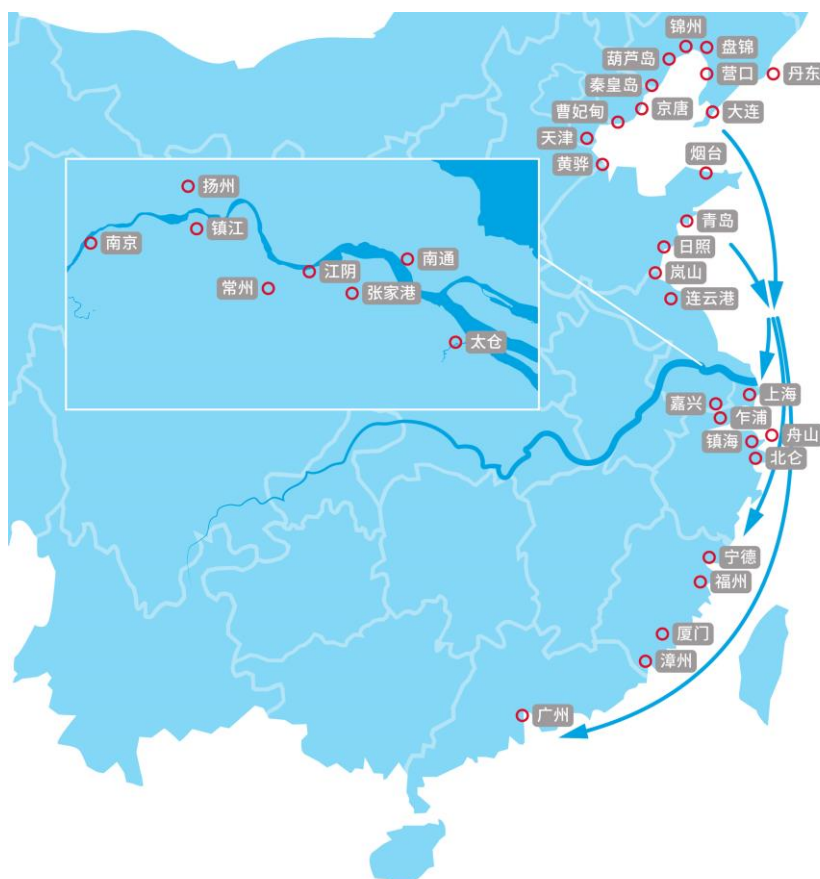 锦州
盘锦
葫芦岛
营口
丹东
秦皇岛
曹妃甸
京唐
大连
天津
黄骅
烟台
扬州
镇江
南京
青岛
日照
南通
江阴
岚山
常州
张家港
连云港
太仓
上海
嘉兴
乍浦
镇海
舟山
北仑
宁德
福州
厦门
漳州
广州